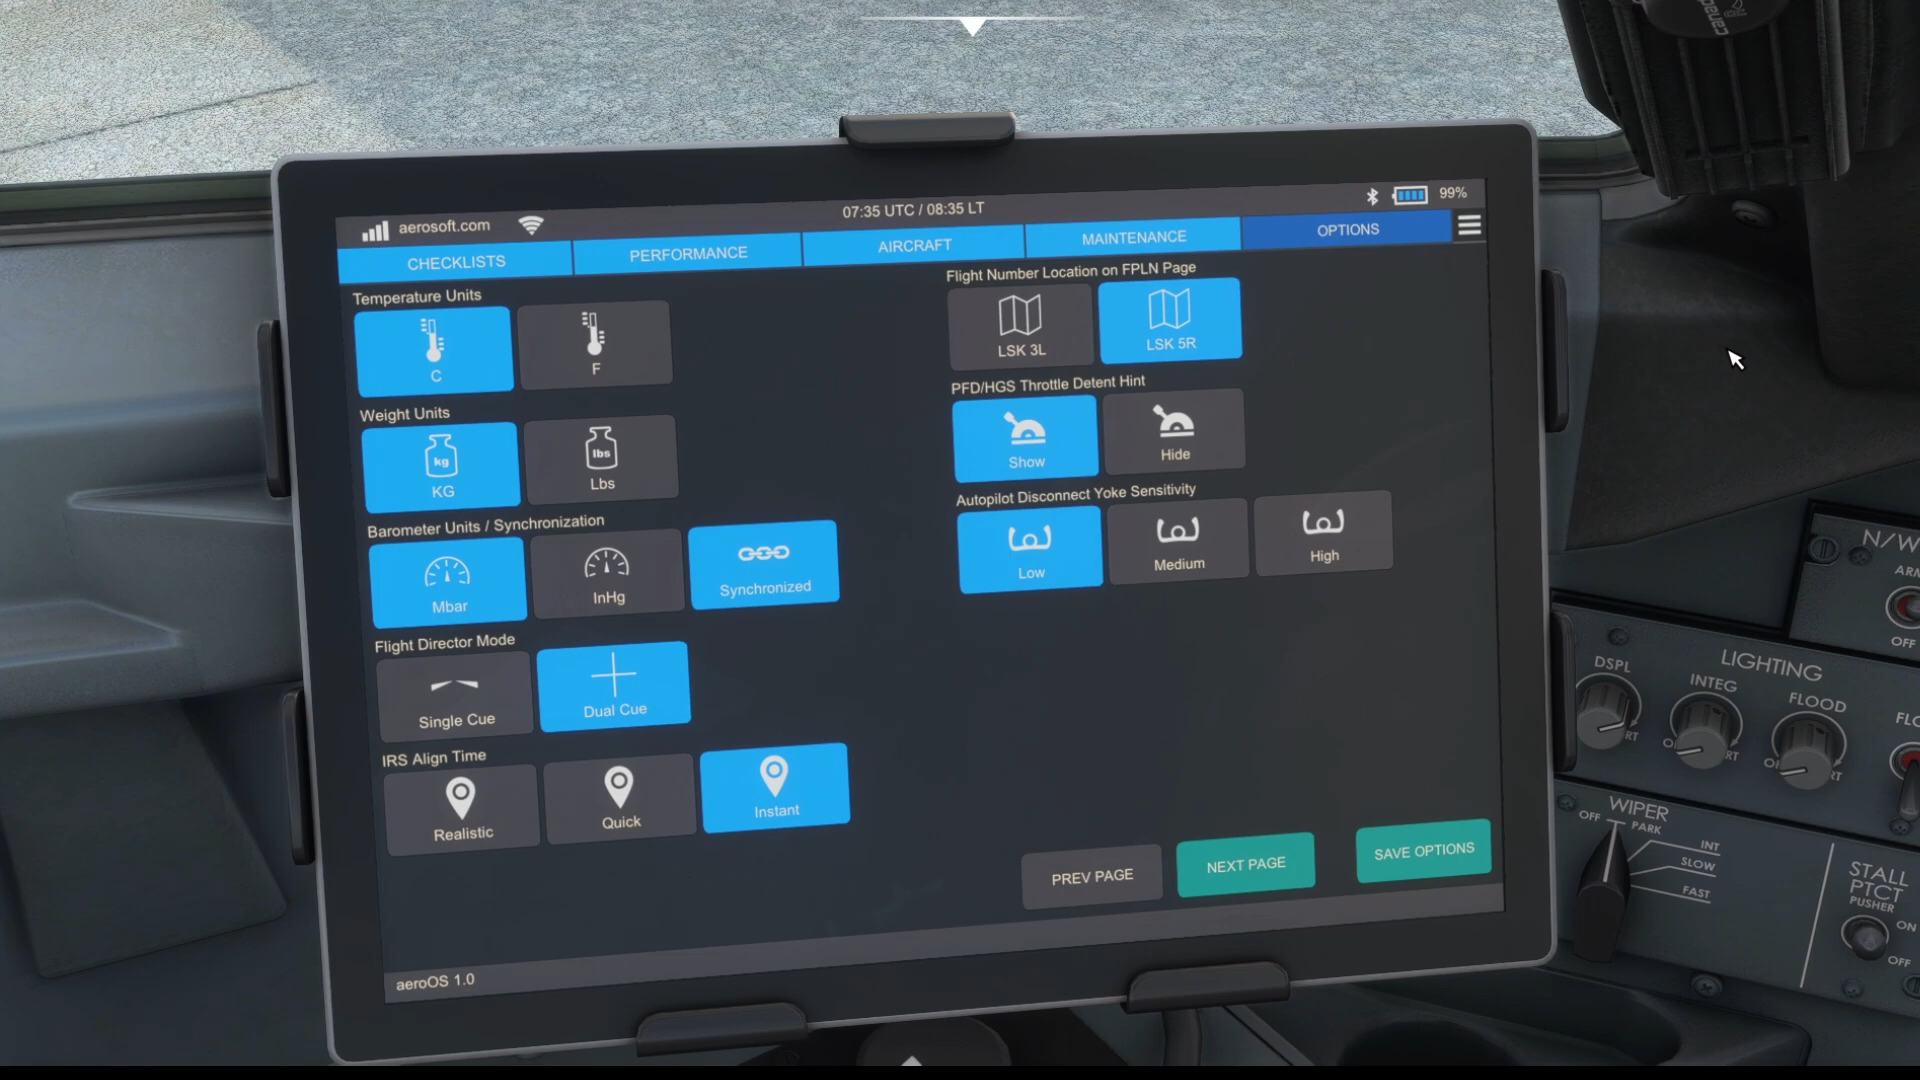 aerosoft.com
07:35 UTC / 08:35 LT
99%
CHECKLISTS
PERFORMANCE
AIRCRAFT
MAINTENANCE
OPTIONS
Temperature Units
C
F
Weight Units
kg
KG
lbs
Lbs
Barometer Units / Synchronization
Mbar
InHg
Synchronized
Flight Director Mode
Single Cue
Dual Cue
IRS Align Time
Realistic
Quick
Instant
Flight Number Location on FPLN Page
LSK 3L
LSK 5R
PFD/HGS Throttle Detent Hint
Show
Hide
Autopilot Disconnect Yoke Sensitivity
Low
Medium
High
PREV PAGE
NEXT PAGE
SAVE OPTIONS
aeroOS 1.0
N/W
OFF
LIGHTING
DSPL
INTEG
FLOOD
WIPER
OFF
PARK
INT
SLOW
FAST
STALL
PTCT
PUSHER
ON
OFF